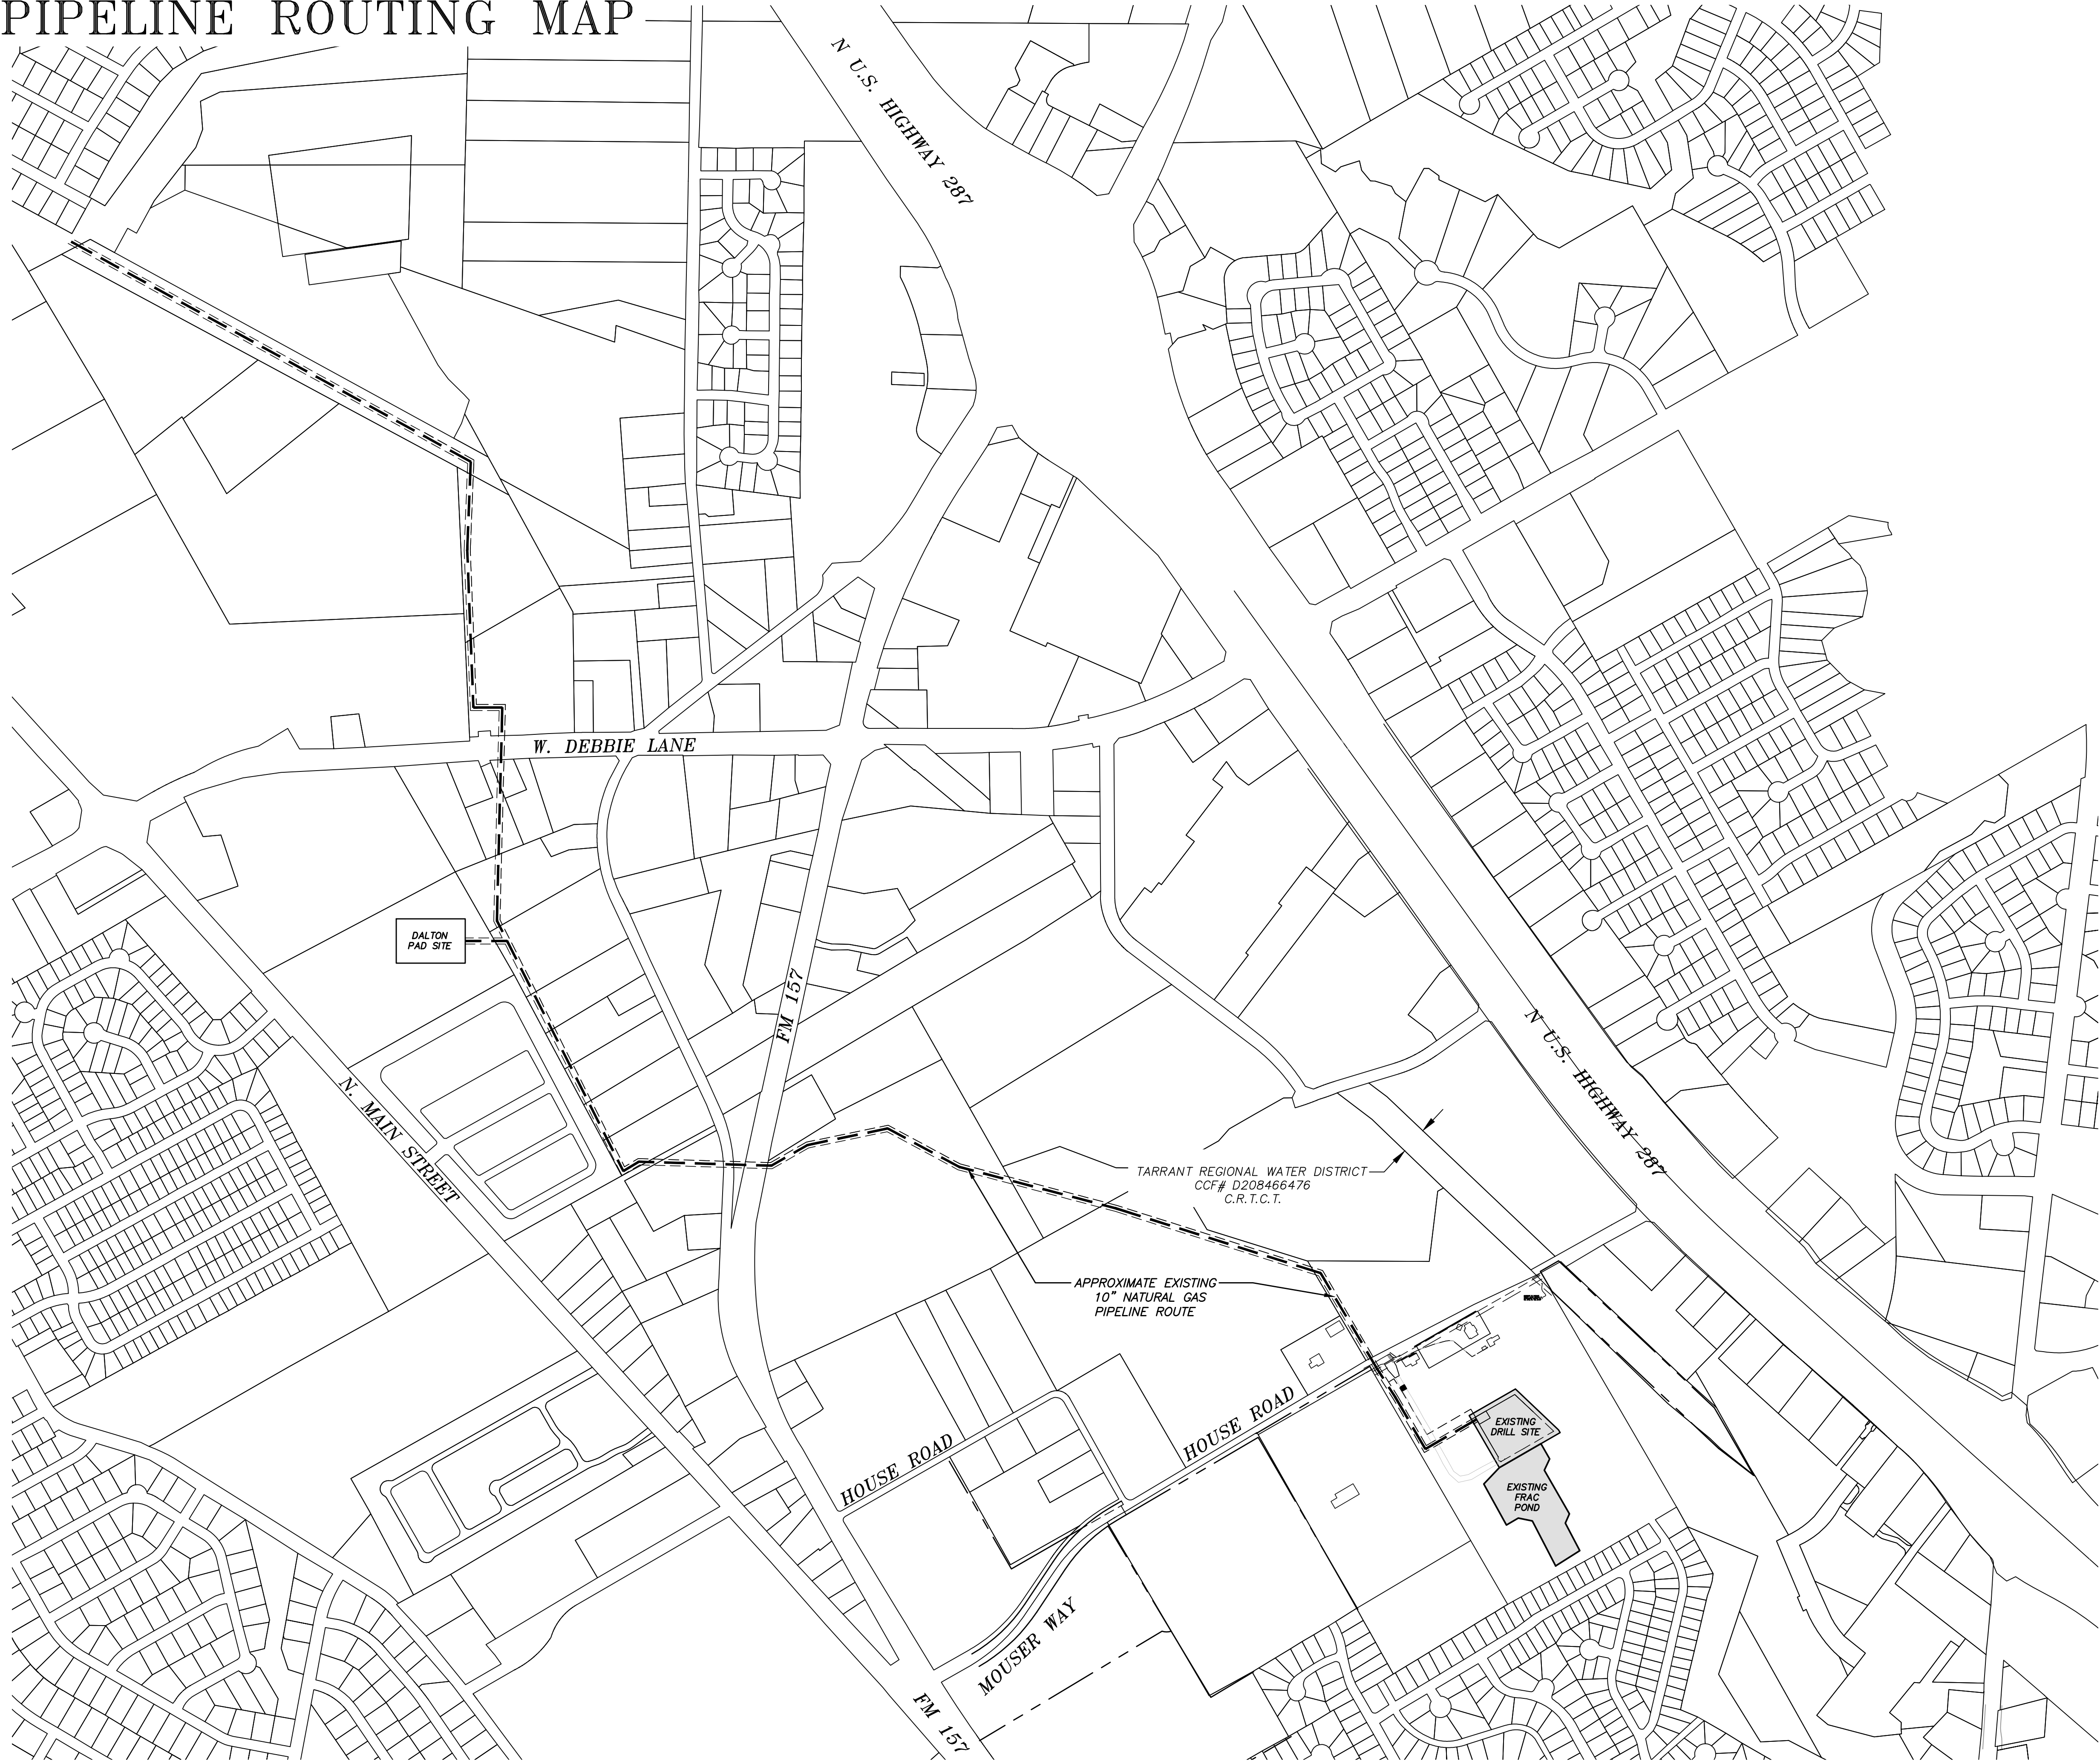 PIPELINE ROUTING MAP
N U.S. HIGHWAY 287
W. DEBBIE LANE
DALTON
PAD SITE
FM 157
N U.S. HIGHWAY 287
N. MAIN STREET
TARRANT REGIONAL WATER DISTRICT
CCF# D208466476
C.R.T.C.T.
APPROXIMATE EXISTING
10" NATURAL GAS
PIPELINE ROUTE
HOUSE ROAD
HOUSE ROAD
EXISTING
DRILL SITE
EXISTING
FRAC
POND
MOUSER WAY
FM 157